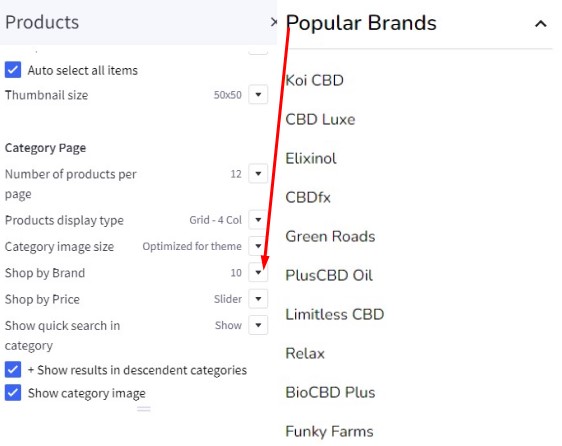 Products
×
Popular Brands
Auto select all items
Thumbnail size 50x50
Category Page
Number of products per
page 12
Products display type Grid - 4 Col
Category image size Optimized for theme
Shop by Brand 10
Shop by Price Slider
Show quick search in
category Show
+ Show results in descendent categories
Show category image
Koi CBD
CBD Luxe
Elixinol
CBDfx
Green Roads
PlusCBD Oil
Limitless CBD
Relax
BioCBD Plus
Funky Farms